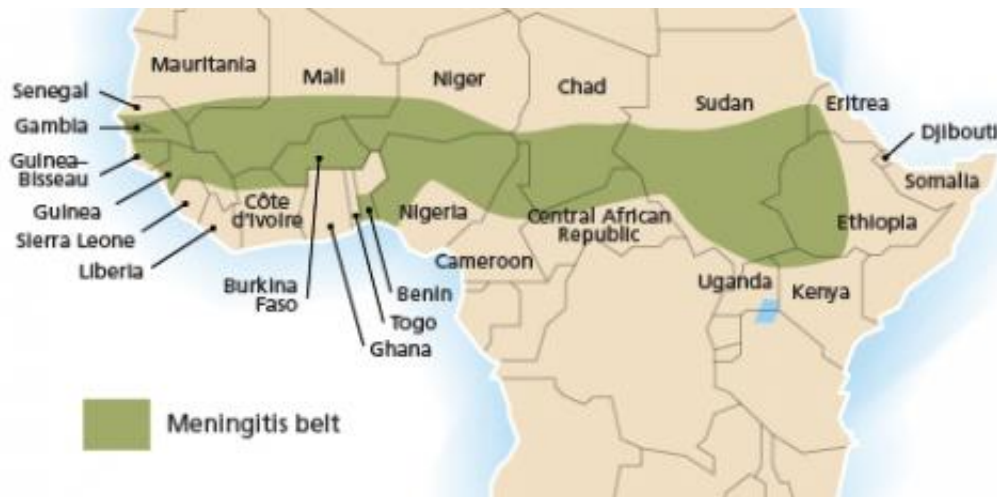 Mauritania
Mali
Niger
Chad
Sudan
Eritrea
Djibouti
Somalia
Ethiopia
Senegal
Gambia
Guinea–
Bisseau
Guinea
Sierra Leone
Liberia
Côte
d'Ivoire
Burkina
Faso
Ghana
Togo
Benin
Nigeria
Cameroon
Central African
Republic
Uganda
Kenya
Meningitis belt